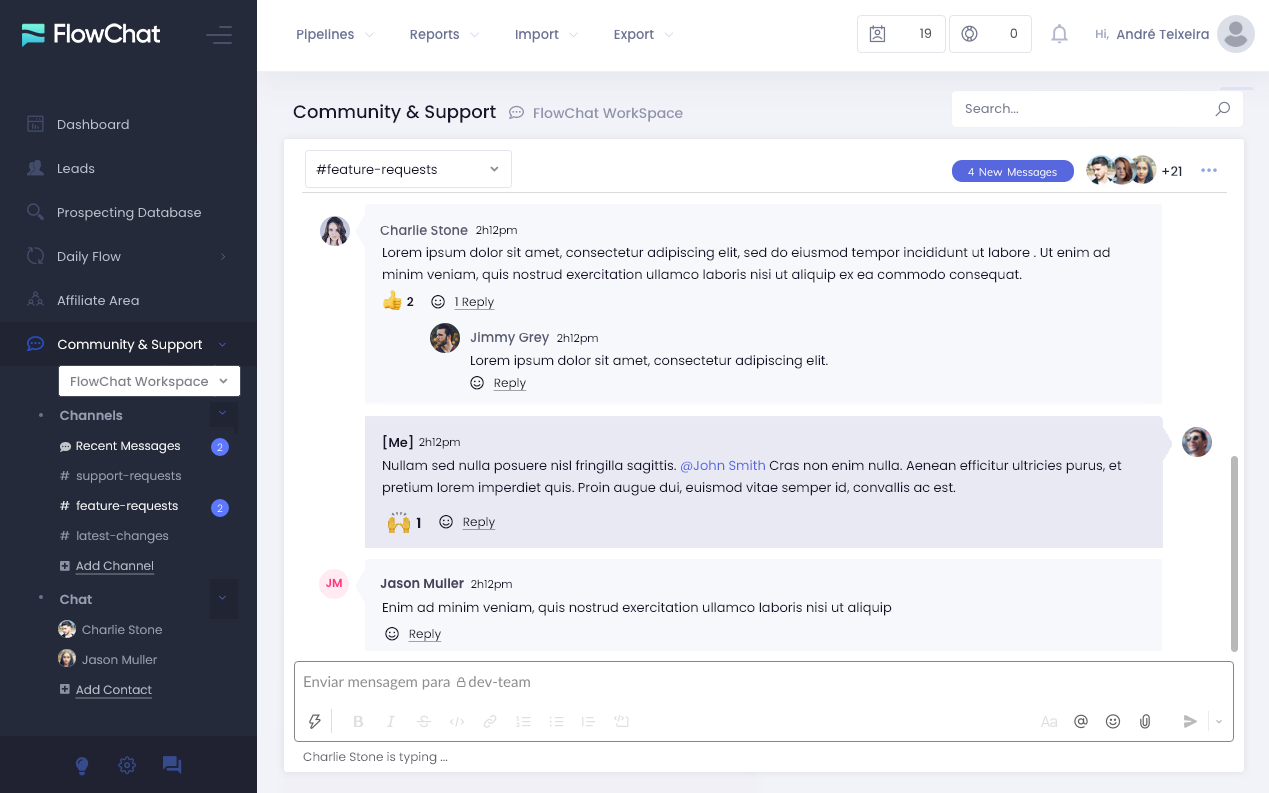 FlowChat
Pipelines
Reports
Import
Export
19
0
Hi, André Teixeira
Dashboard
Leads
Prospecting Database
Daily Flow
Affiliate Area
Community & Support
FlowChat Workspace
Channels
Recent Messages 2
# support-requests
# feature-requests 2
# latest-changes
Add Channel
Chat
Charlie Stone
Jason Muller
Add Contact
Community & Support
FlowChat WorkSpace
Search...
#feature-requests
4 New Messages
+21
Charlie Stone 2h12pm
Lorem ipsum dolor sit amet, consectetur adipiscing elit, sed do eiusmod tempor incididunt ut labore . Ut enim ad
minim veniam, quis nostrud exercitation ullamco laboris nisi ut aliquip ex ea commodo consequat.
2 1 Reply
Jimmy Grey 2h12pm
Lorem ipsum dolor sit amet, consectetur adipiscing elit.
Reply
[Me] 2h12pm
Nullam sed nulla posuere nisl fringilla sagittis. @John Smith Cras non enim nulla. Aenean efficitur ultricies purus, et
pretium lorem imperdiet quis. Proin augue dui, euismod vitae semper id, convallis ac est.
1 Reply
JM
Jason Muller 2h12pm
Enim ad minim veniam, quis nostrud exercitation ullamco laboris nisi ut aliquip
Reply
Enviar mensagem para dev-team
B I S </> Aa @
Charlie Stone is typing ...